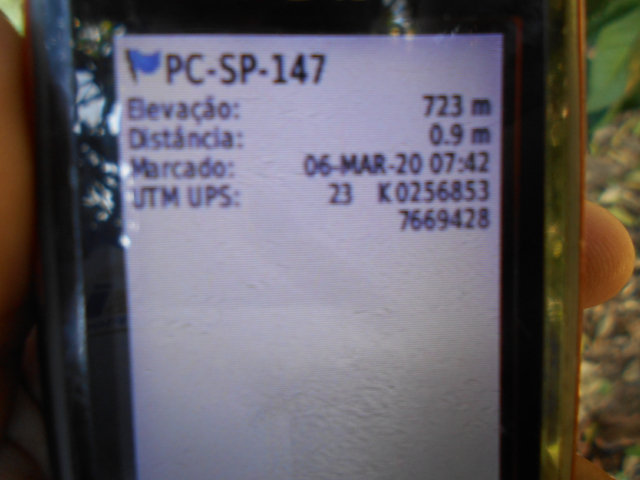 PC-SP-147
Elevação: 723 m
Distância: 0.9 m
Marcado: 06-MAR-20 07:42
UTM UPS: 23 K0256853
7669428